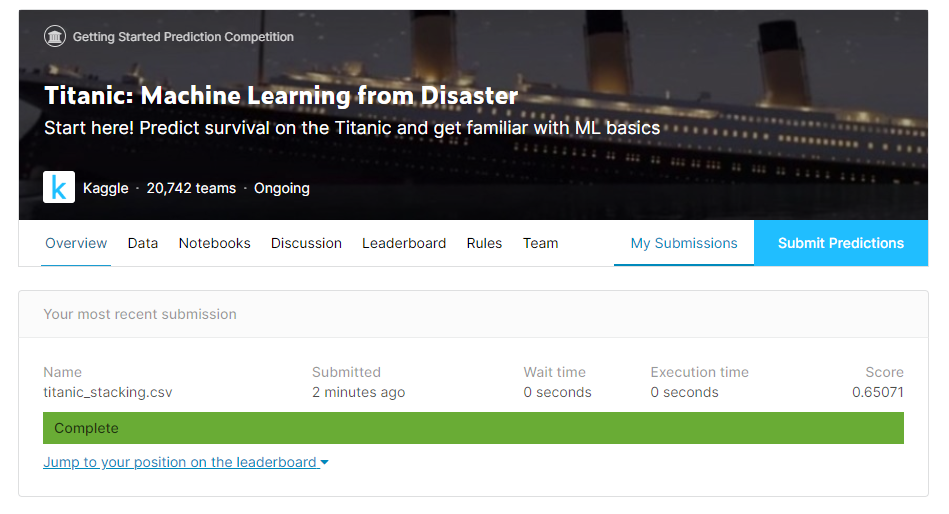 Getting Started Prediction Competition
Titanic: Machine Learning from Disaster
Start here! Predict survival on the Titanic and get familiar with ML basics
k Kaggle · 20,742 teams · Ongoing
Overview Data Notebooks Discussion Leaderboard Rules Team My Submissions Submit Predictions
Your most recent submission
Name Submitted Wait time Execution time Score
titanic_stacking.csv 2 minutes ago 0 seconds 0 seconds 0.65071
Complete
Jump to your position on the leaderboard